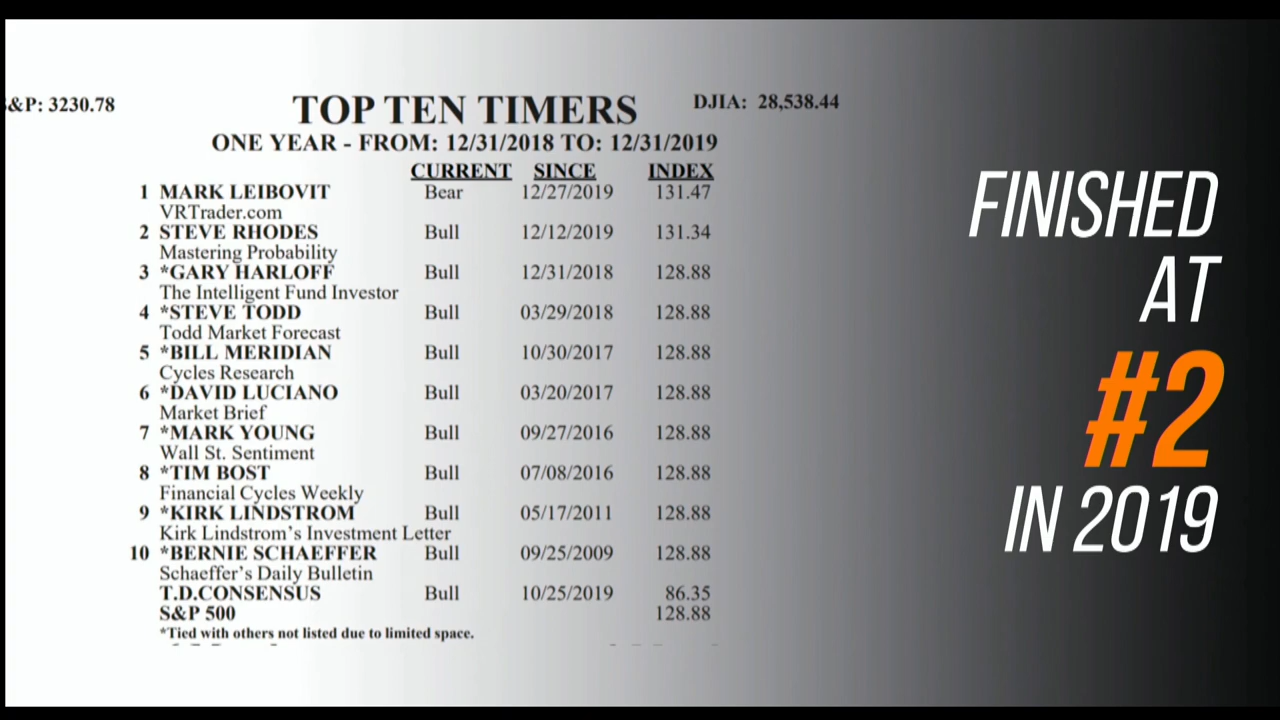 &P: 3230.78
TOP TEN TIMERS
DJIA: 28,538.44
ONE YEAR - FROM: 12/31/2018 TO: 12/31/2019
CURRENT SINCE INDEX
1 MARK LEIBOVIT Bear 12/27/2019 131.47
VRTrader.com
2 STEVE RHODES Bull 12/12/2019 131.34
Mastering Probability
3 *GARY HARLOFF Bull 12/31/2018 128.88
The Intelligent Fund Investor
4 *STEVE TODD Bull 03/29/2018 128.88
Todd Market Forecast
5 *BILL MERIDIAN Bull 10/30/2017 128.88
Cycles Research
6 *DAVID LUCIANO Bull 03/20/2017 128.88
Market Brief
7 *MARK YOUNG Bull 09/27/2016 128.88
Wall St. Sentiment
8 *TIM BOST Bull 07/08/2016 128.88
Financial Cycles Weekly
9 *KIRK LINDSTROM Bull 05/17/2011 128.88
Kirk Lindstrom's Investment Letter
10 *BERNIE SCHAEFFER Bull 09/25/2009 128.88
Schaeffer's Daily Bulletin
T.D.CONSENSUS Bull 10/25/2019 86.35
S&P 500 128.88
*Tied with others not listed due to limited space.
FINISHED
AT
#2
IN 2019